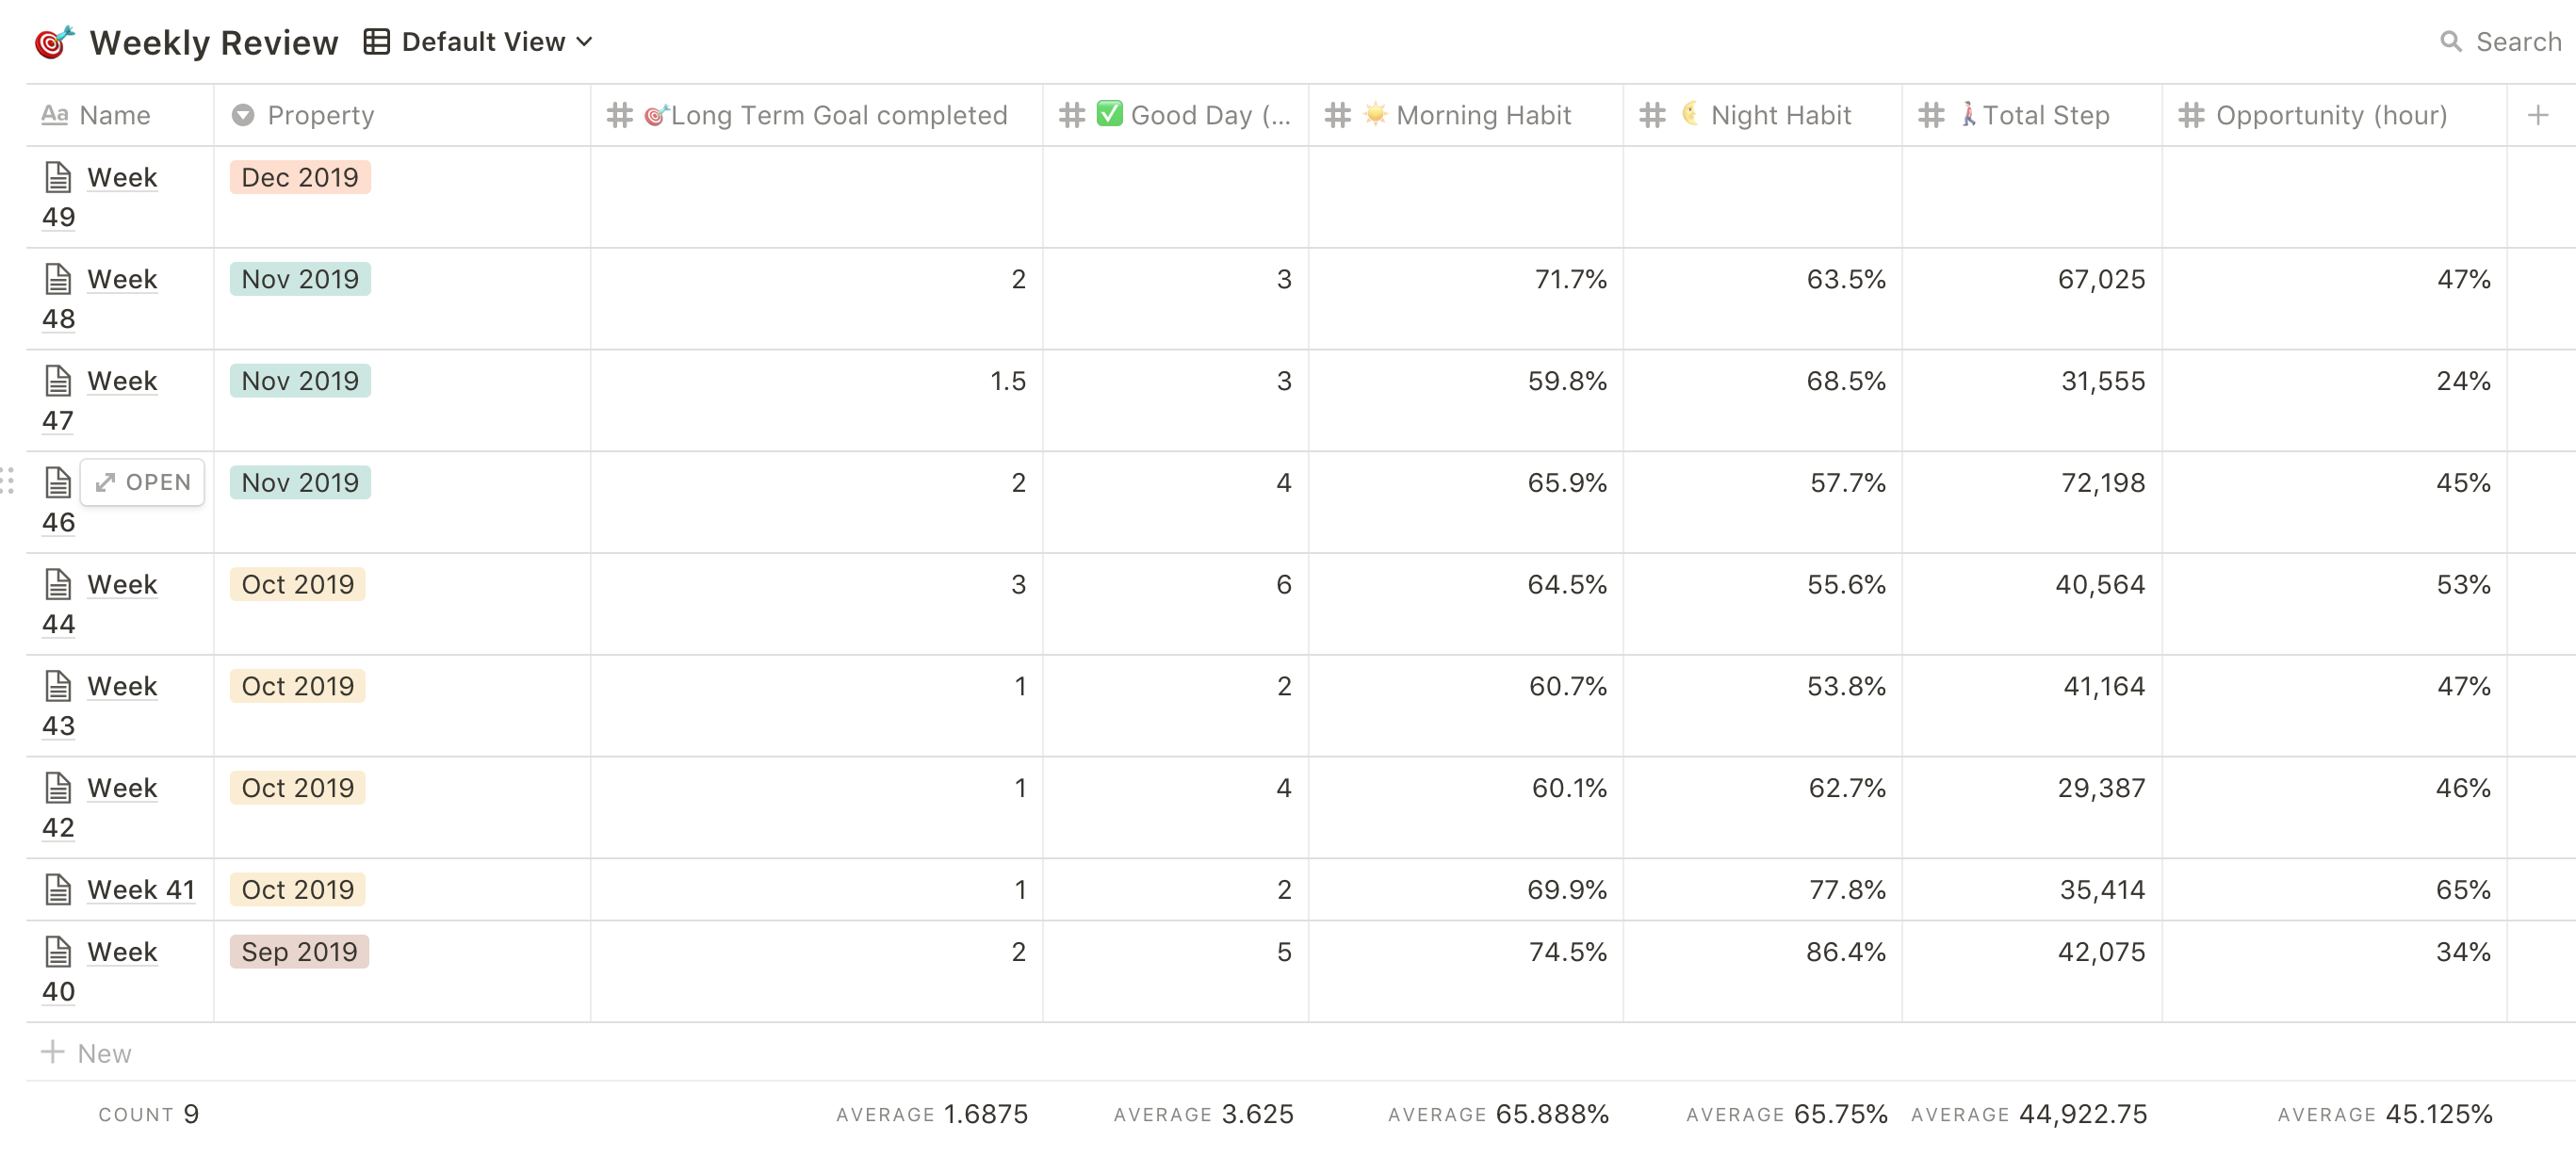 Weekly Review Default View Search
Aa Name Property Long Term Goal completed Good Day (... Morning Habit Night Habit Total Step Opportunity (hour)
Week 49 Dec 2019
Week 48 Nov 2019 2 3 71.7% 63.5% 67,025 47%
Week 47 Nov 2019 1.5 3 59.8% 68.5% 31,555 24%
OPEN 46 Nov 2019 2 4 65.9% 57.7% 72,198 45%
Week 44 Oct 2019 3 6 64.5% 55.6% 40,564 53%
Week 43 Oct 2019 1 2 60.7% 53.8% 41,164 47%
Week 42 Oct 2019 1 4 60.1% 62.7% 29,387 46%
Week 41 Oct 2019 1 2 69.9% 77.8% 35,414 65%
Week 40 Sep 2019 2 5 74.5% 86.4% 42,075 34%
+ New
COUNT 9 AVERAGE 1.6875 AVERAGE 3.625 AVERAGE 65.888% AVERAGE 65.75% AVERAGE 44,922.75 AVERAGE 45.125%